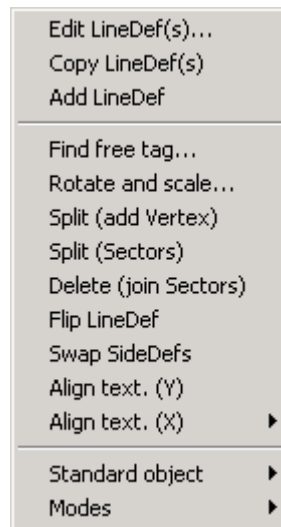 Edit LineDef(s)...
Copy LineDef(s)
Add LineDef
Find free tag...
Rotate and scale...
Split (add Vertex)
Split (Sectors)
Delete (join Sectors)
Flip LineDef
Swap SideDefs
Align text. (Y)
Align text. (X)
Standard object
Modes